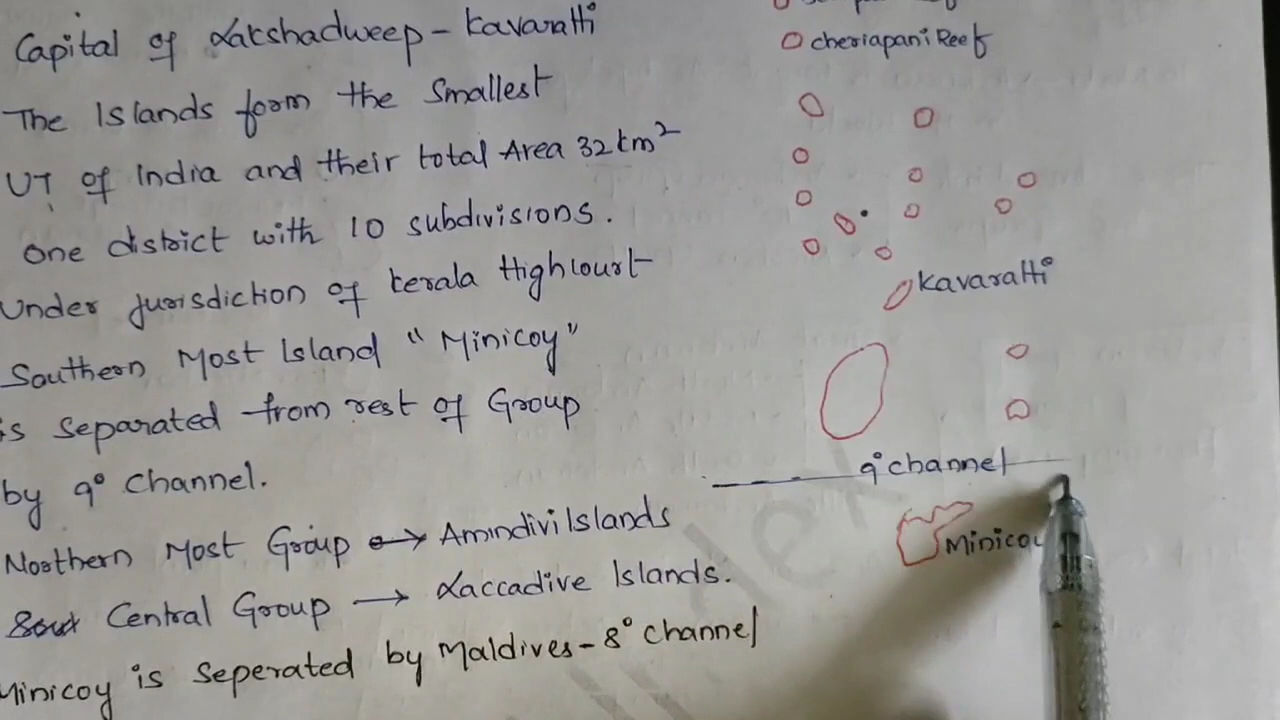 Capital of Lakshadweep - Kavaratti
The Islands form the Smallest
UT of India and their total Area 32 km²
One district with 10 subdivisions.
Under jurisdiction of Kerala Highcourt
Southern Most Island "Minicoy"
is separated from rest of Group
by 9° Channel.
Northern Most Group → Amindivi Islands
Central Group → Laccadive Islands.
Minicoy is seperated by Maldives - 8° Channel
cheriapani Reef
Kavaratti
9° channel
Minicoy